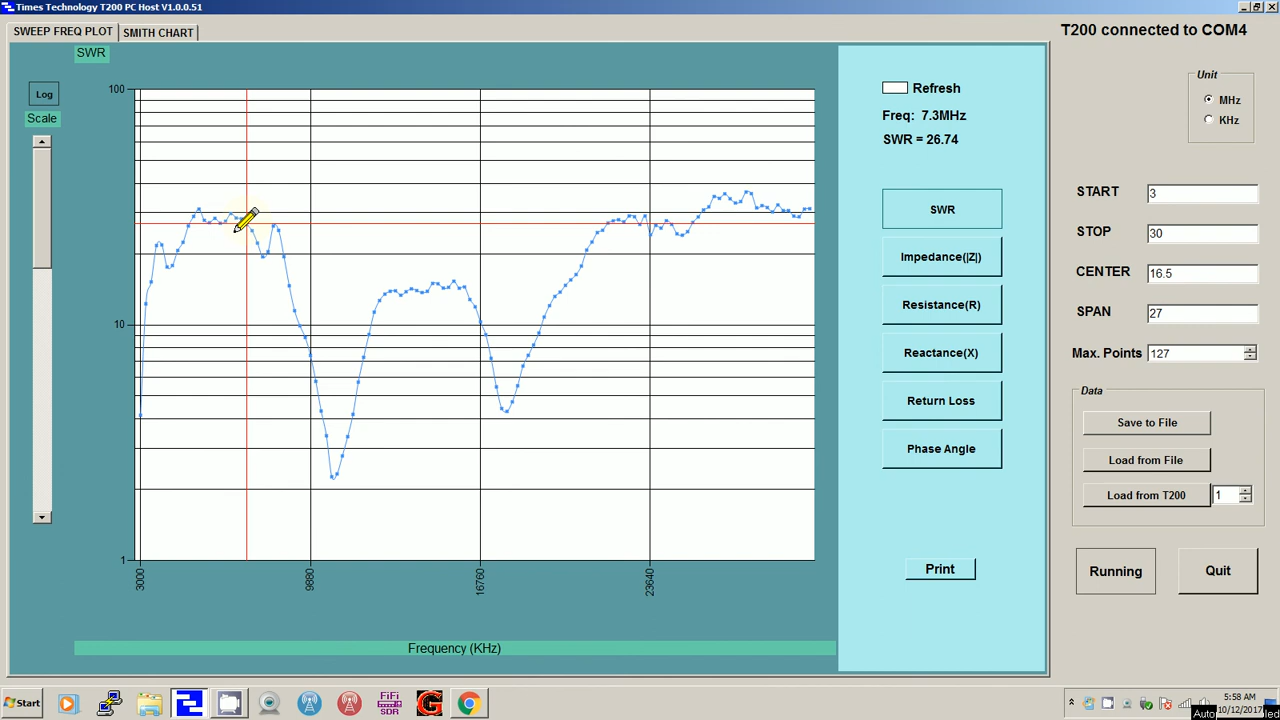 Times Technology T200 PC Host V1.0.0.51
SWEEP FREQ PLOT
SMITH CHART
T200 connected to COM4
SWR
Log
Scale
100
10
1
3000
9880
16760
23640
Frequency (KHz)
Refresh
Freq: 7.3MHz
SWR = 26.74
SWR
Impedance(|Z|)
Resistance(R)
Reactance(X)
Return Loss
Phase Angle
Print
Unit
MHz
KHz
START 3
STOP 30
CENTER 16.5
SPAN 27
Max. Points 127
Data
Save to File
Load from File
Load from T200 1
Running
Quit
Start
FiFi
SDR
G
5:58 AM
10/12/2017